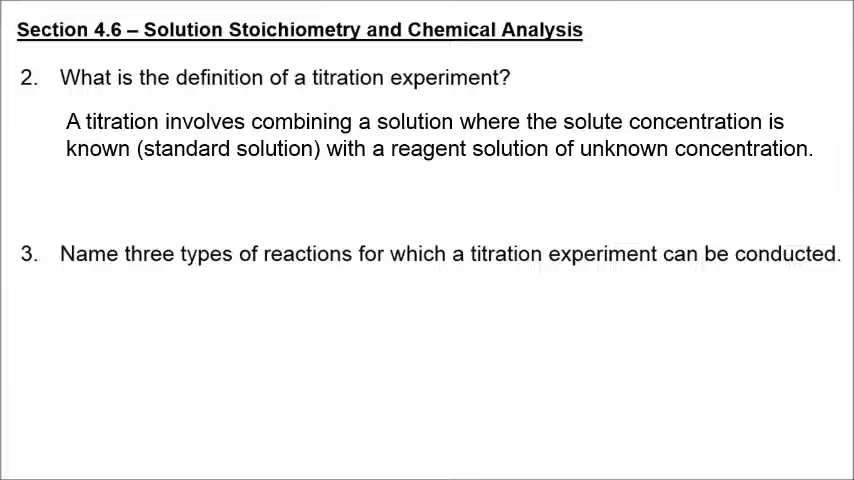 Section 4.6 – Solution Stoichiometry and Chemical Analysis
2. What is the definition of a titration experiment?
A titration involves combining a solution where the solute concentration is
known (standard solution) with a reagent solution of unknown concentration.
3. Name three types of reactions for which a titration experiment can be conducted.